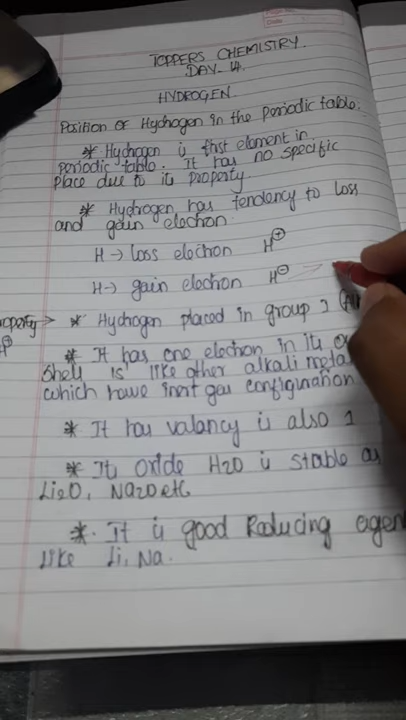 TOPPERS CHEMISTRY.
DAY-4.
HYDROGEN
Position of Hydrogen in the periodic table.
* Hydrogen is first element in
periodic table. It has no specific
place due to its property.
* Hydrogen has tendency to loss
and gain electron.
H → loss electron H⊕
H → gain electron H⊖
operty → * Hydrogen placed in group 1
H⊕
* It has one electron in its
shell is like other alkali metal
which have inert gas configuration
* It has valancy is also 1
* Its oxide H2O is stable as
Li2O, Na2O etc.
* It is good Reducing agen
like Li, Na.